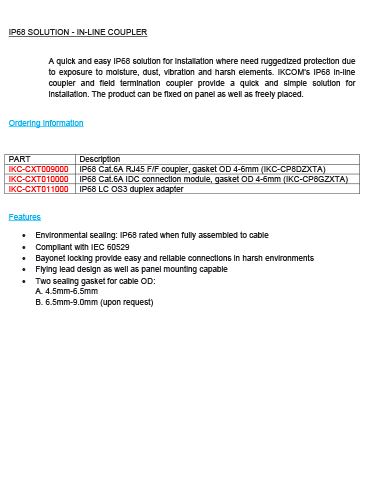 IP68 SOLUTION - IN-LINE COUPLER
A quick and easy IP68 solution for installation where need ruggedized protection due
to exposure to moisture, dust, vibration and harsh elements. IKCOM's IP68 in-line
coupler and field termination coupler provide a quick and simple solution for
installation. The product can be fixed on panel as well as freely placed.
Ordering Information
PART Description
IKC-CXT009000 IP68 Cat.6A RJ45 F/F coupler, gasket OD 4-6mm (IKC-CP8DZXTA)
IKC-CXT010000 IP68 Cat.6A IDC connection module, gasket OD 4-6mm (IKC-CP8GZXTA)
IKC-CXT011000 IP68 LC OS3 duplex adapter
Features
• Environmental sealing: IP68 rated when fully assembled to cable
• Compliant with IEC 60529
• Bayonet locking provide easy and reliable connections in harsh environments
• Flying lead design as well as panel mounting capable
• Two sealing gasket for cable OD:
A. 4.5mm-6.5mm
B. 6.5mm-9.0mm (upon request)